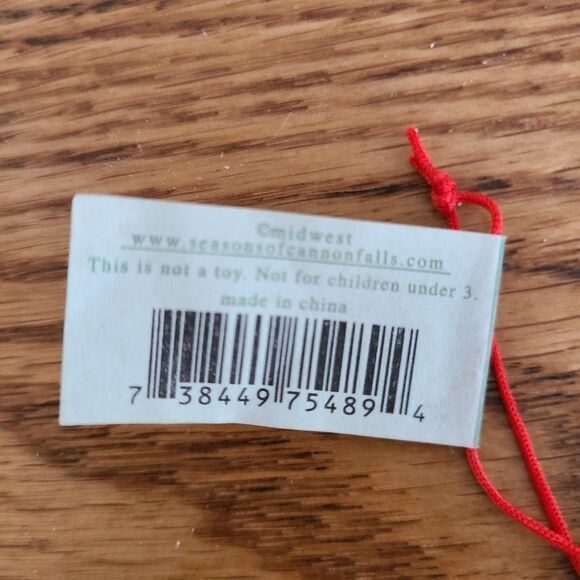 ©midwest
www.seasonsofcannonfalls.com
This is not a toy. Not for children under 3.
made in china
7 38449 75489 4